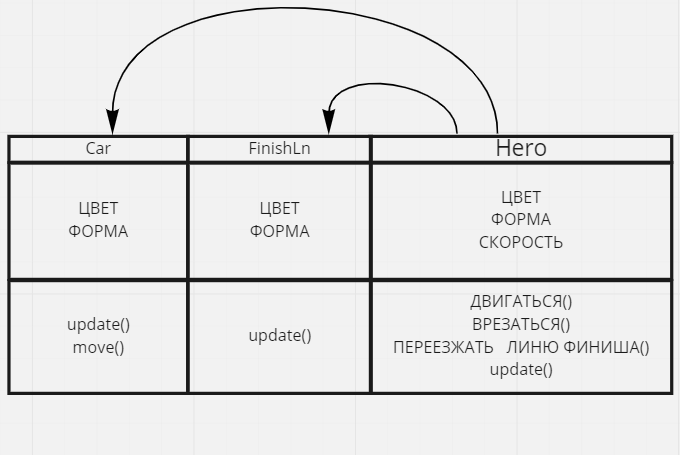 Car
FinishLn
Hero
ЦВЕТ
ФОРМА
ЦВЕТ
ФОРМА
ЦВЕТ
ФОРМА
СКОРОСТЬ
update()
move()
update()
ДВИГАТЬСЯ()
ВРЕЗАТЬСЯ()
ПЕРЕЕЗЖАТЬ ЛИНЮ ФИНИША()
update()